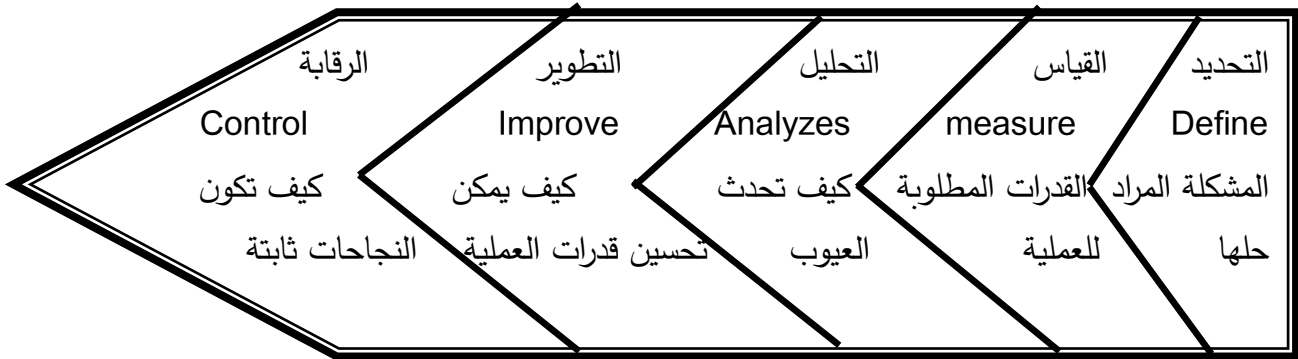 التحديد
Define
المشكلة المراد
حلها
القياس
measure
القدرات المطلوبة
للعملية
التحليل
Analyzes
كيف تحدث
العيوب
التطوير
Improve
كيف يمكن
تحسين قدرات العملية
الرقابة
Control
كيف تكون
النجاحات ثابتة